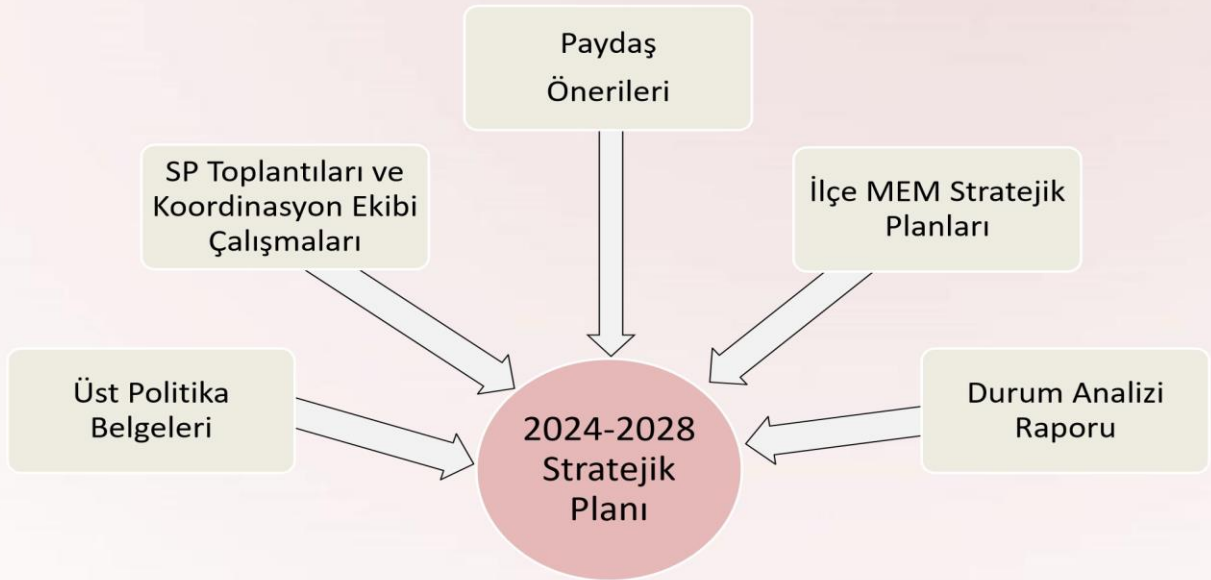 Paydaş
Önerileri
SP Toplantıları ve
Koordinasyon Ekibi
Çalışmaları
İlçe MEM Stratejik
Planları
Üst Politika
Belgeleri
Durum Analizi
Raporu
2024-2028
Stratejik
Planı